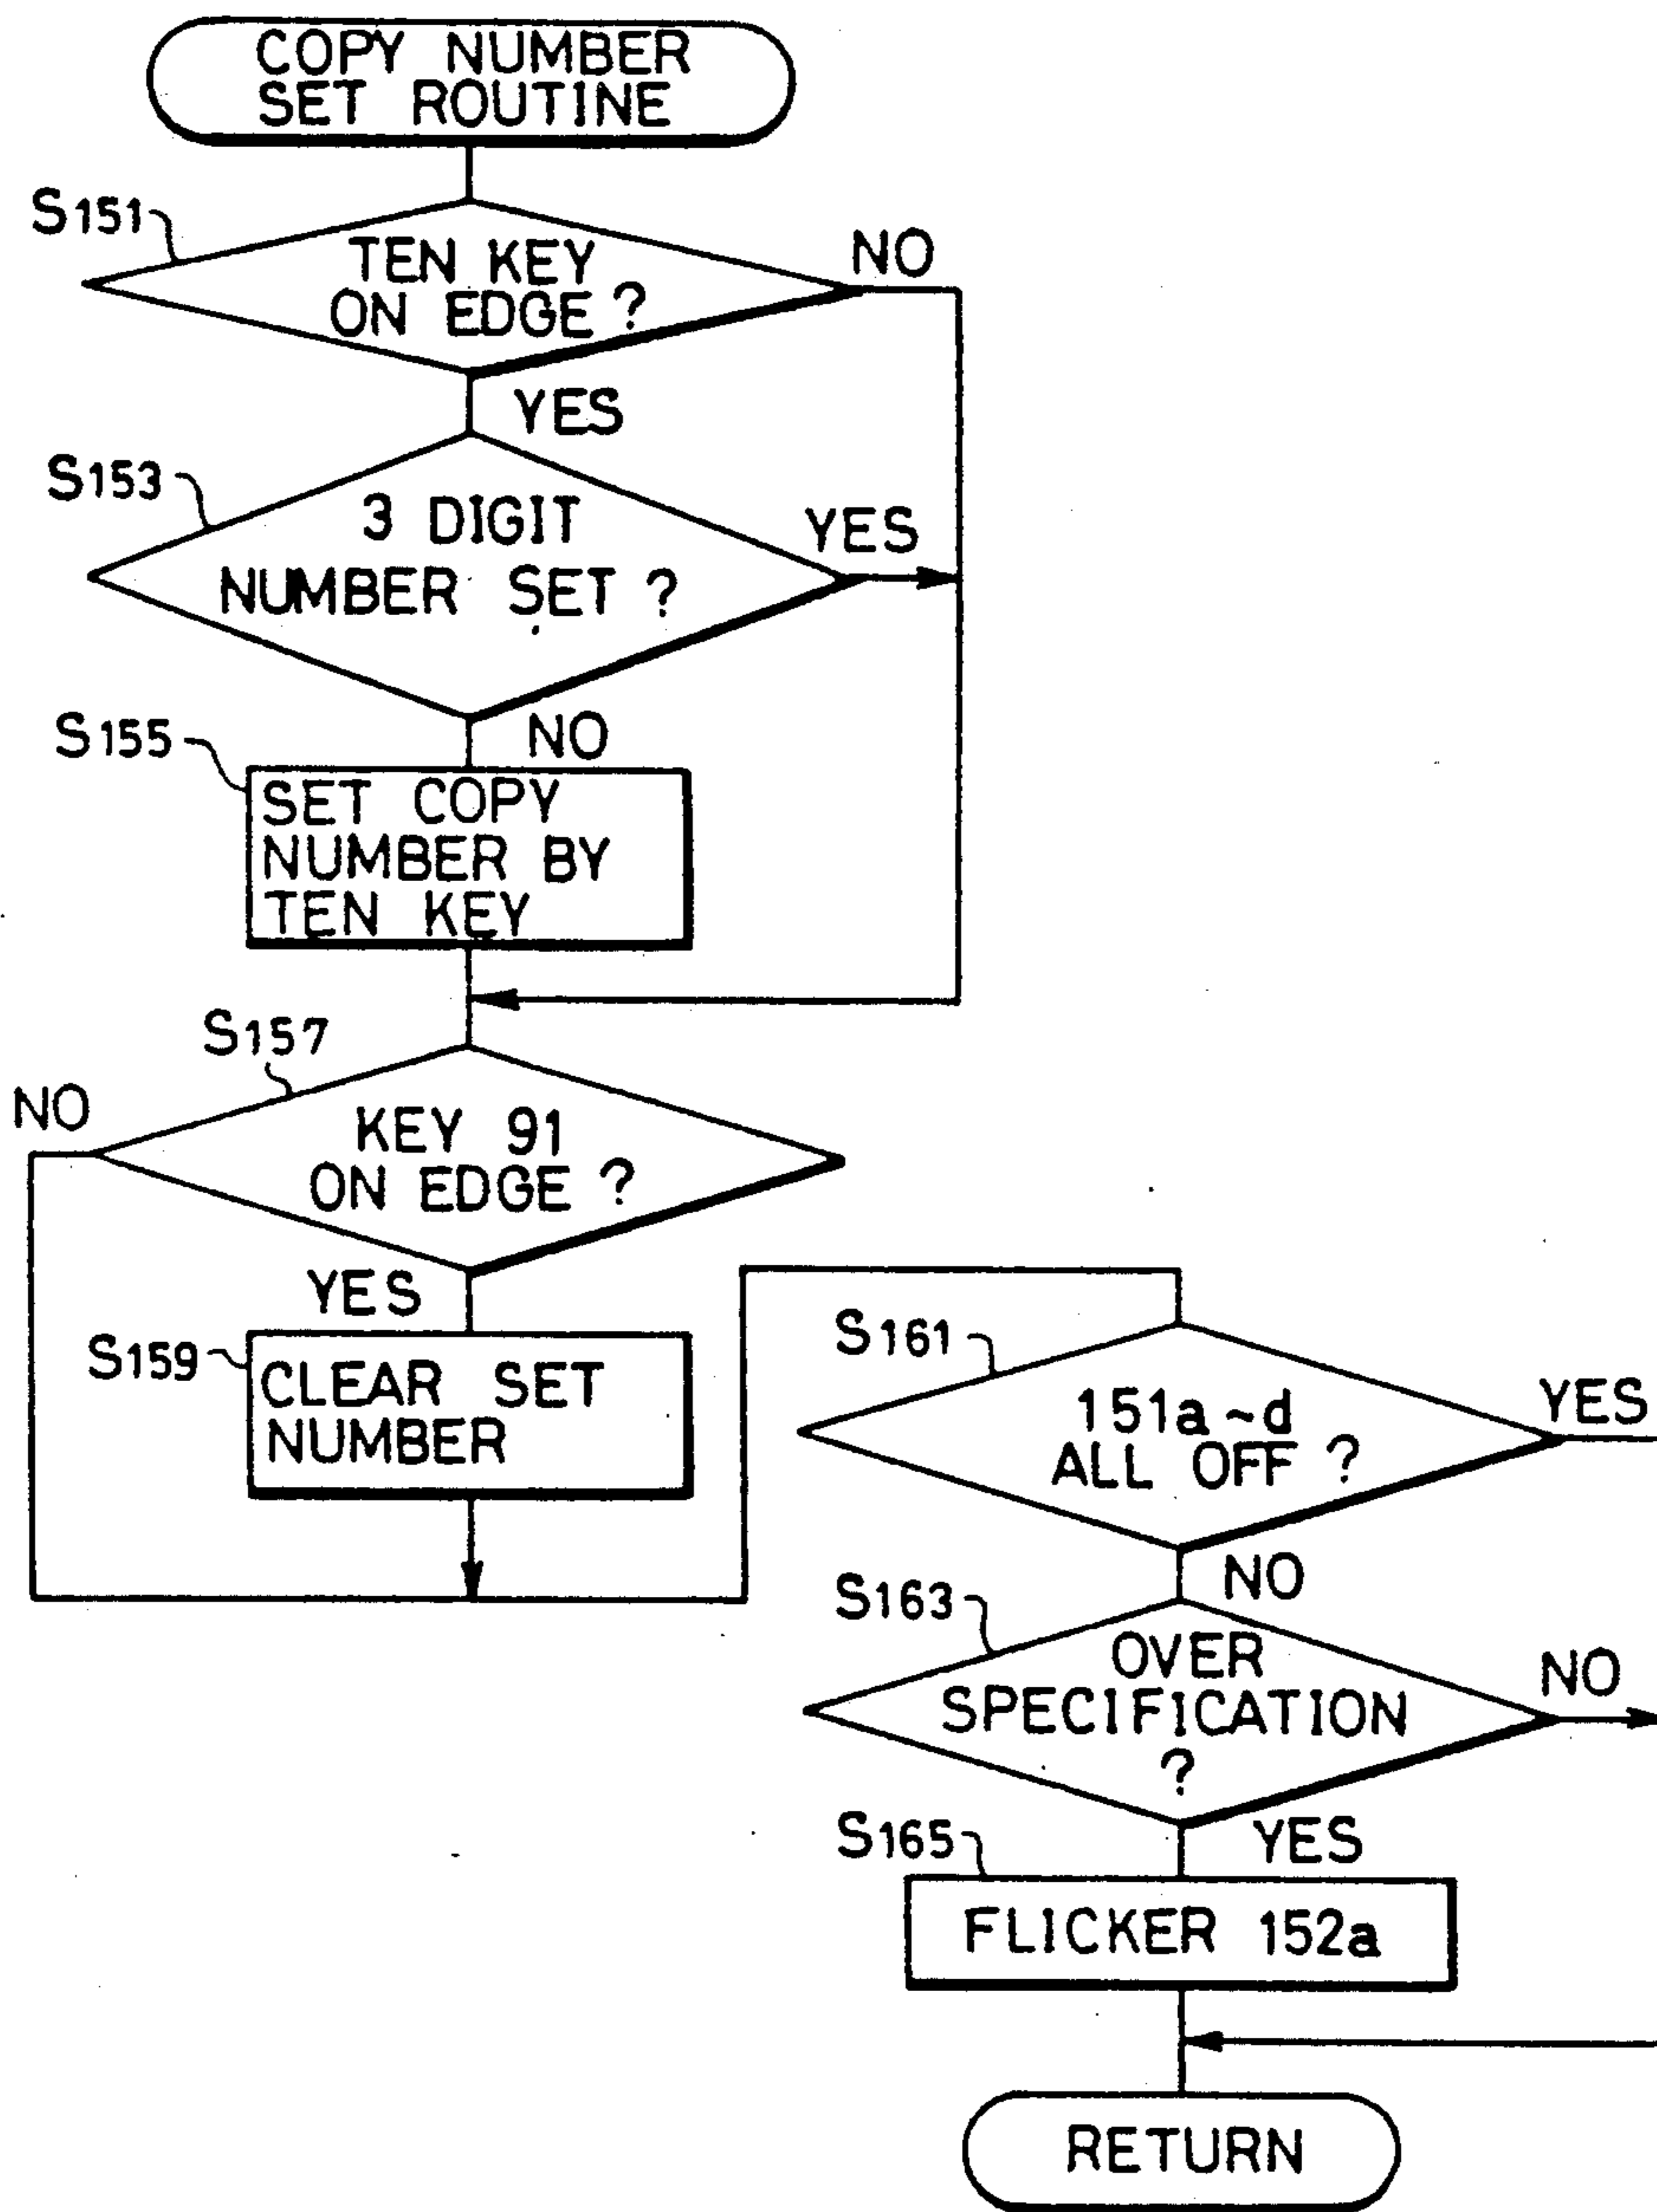 COPY NUMBER
SET ROUTINE
S151
TEN KEY
ON EDGE ?
NO
YES
S153
3 DIGIT
NUMBER SET ?
YES
NO
S155
SET COPY
NUMBER BY
TEN KEY
S157
NO
KEY 91
ON EDGE ?
YES
S159
CLEAR SET
NUMBER
S161
151a~d
ALL OFF ?
YES
NO
S163
OVER
SPECIFICATION
?
NO
YES
S165
FLICKER 152a
RETURN